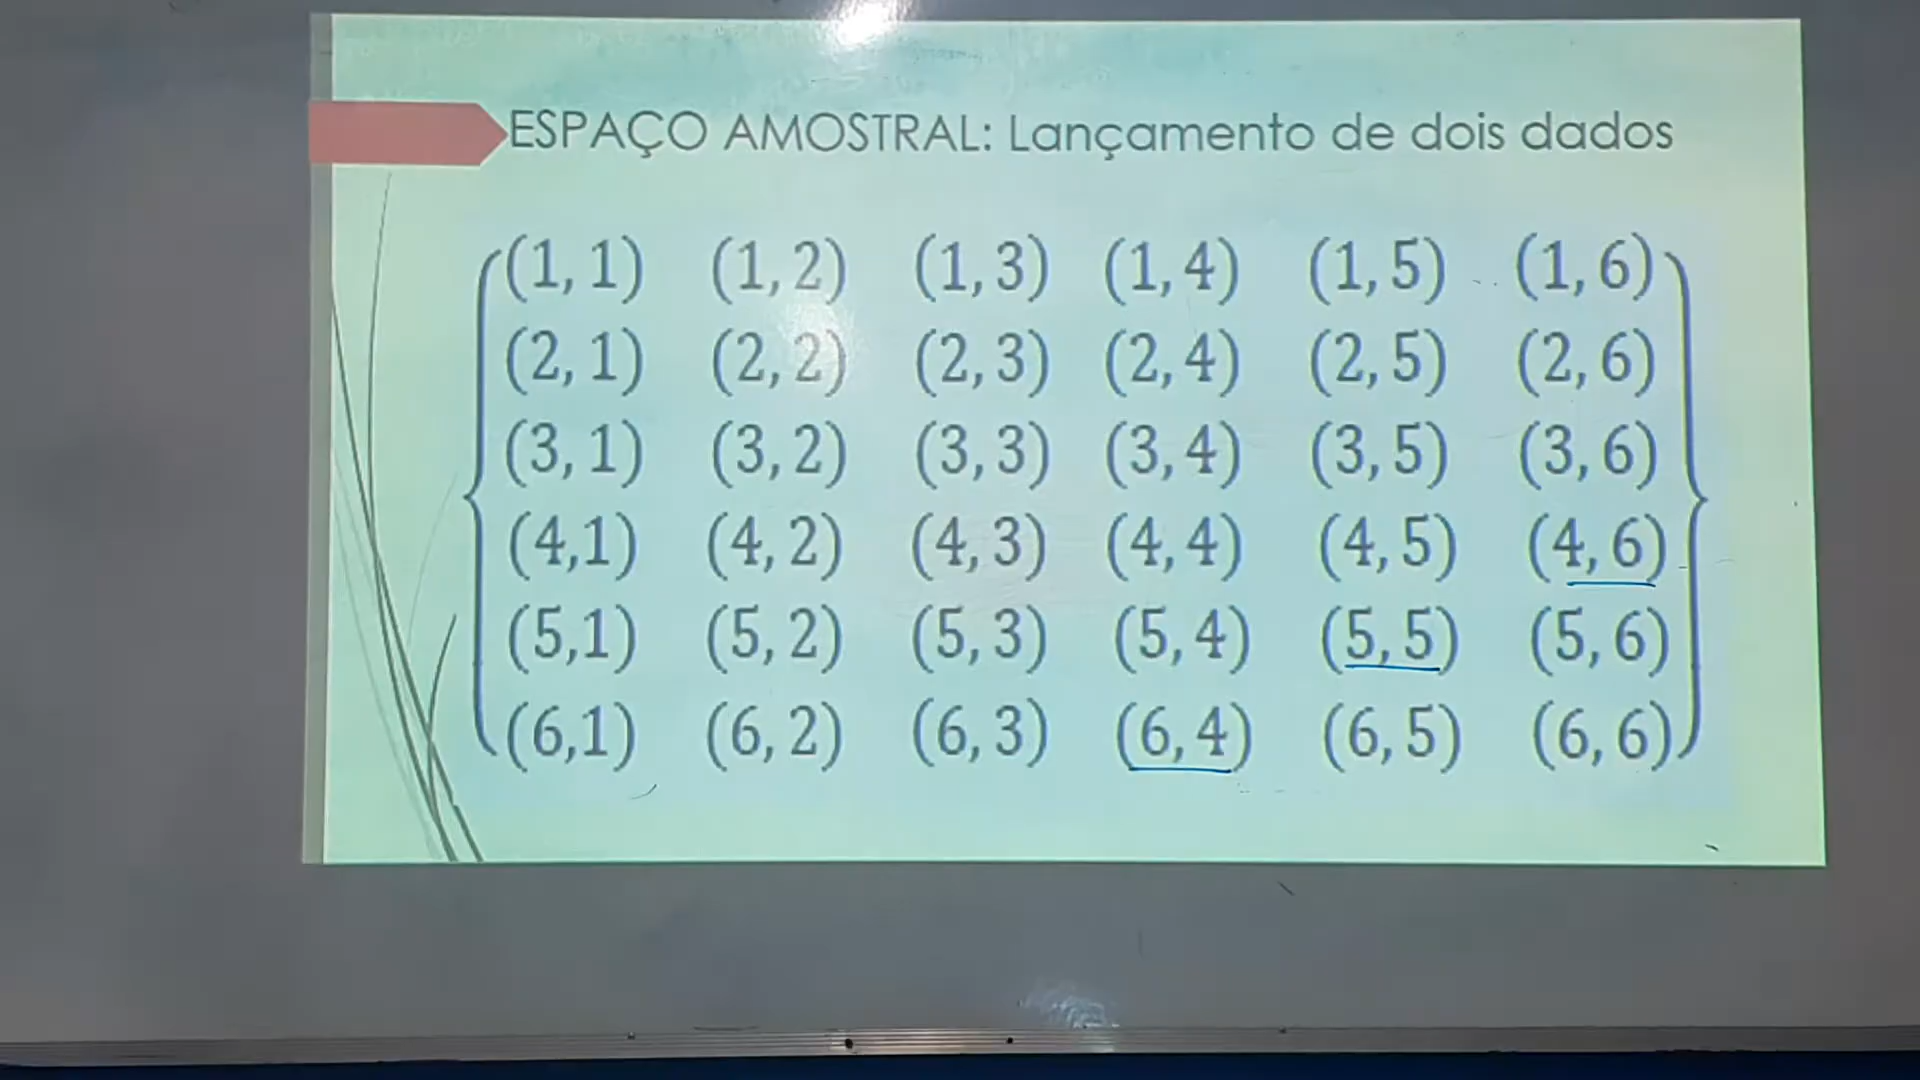 ESPAÇO AMOSTRAL: Lançamento de dois dados
(1, 1) (1, 2) (1, 3) (1, 4) (1, 5) (1, 6)
(2, 1) (2, 2) (2, 3) (2, 4) (2, 5) (2, 6)
(3, 1) (3, 2) (3, 3) (3, 4) (3, 5) (3, 6)
(4,1) (4, 2) (4, 3) (4, 4) (4, 5) (4, 6)
(5,1) (5, 2) (5, 3) (5, 4) (5, 5) (5, 6)
(6,1) (6, 2) (6, 3) (6, 4) (6, 5) (6, 6)